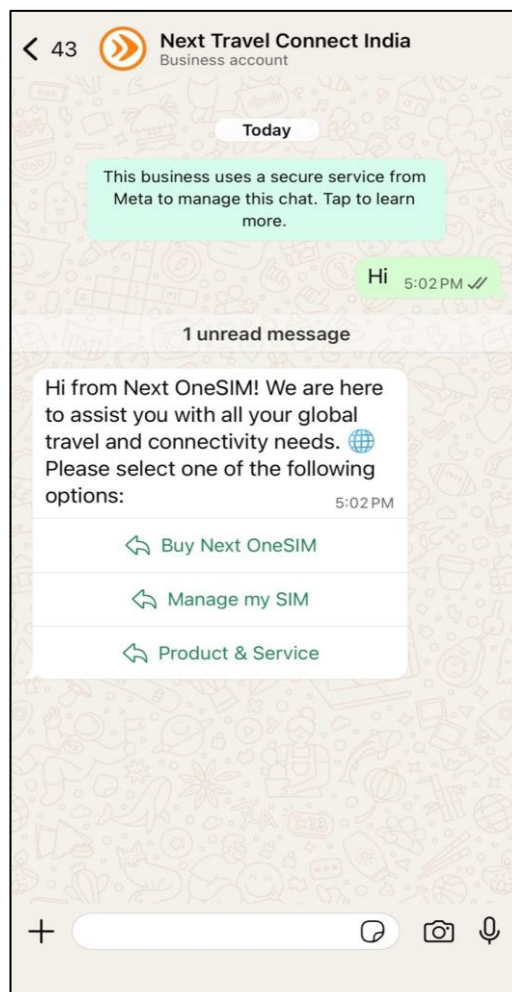 43
Next Travel Connect India
Business account
Today
This business uses a secure service from
Meta to manage this chat. Tap to learn
more.
Hi 5:02 PM
1 unread message
Hi from Next OneSIM! We are here
to assist you with all your global
travel and connectivity needs. 🌐
Please select one of the following
options: 5:02 PM
Buy Next OneSIM
Manage my SIM
Product & Service